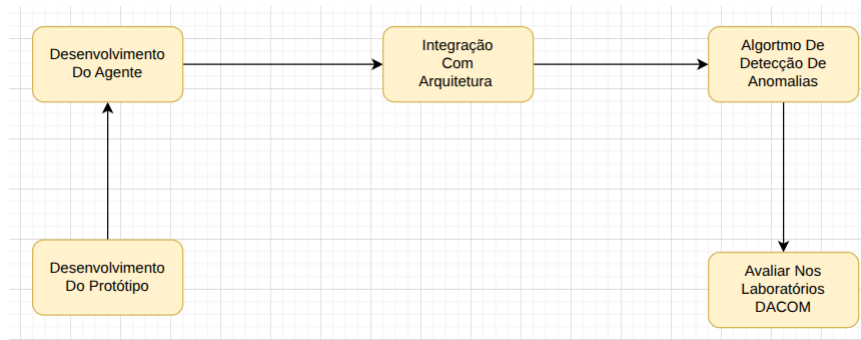 Desenvolvimento
Do Agente
Integração
Com
Arquitetura
Algortmo De
Detecção De
Anomalias
Desenvolvimento
Do Protótipo
Avaliar Nos
Laboratórios
DACOM